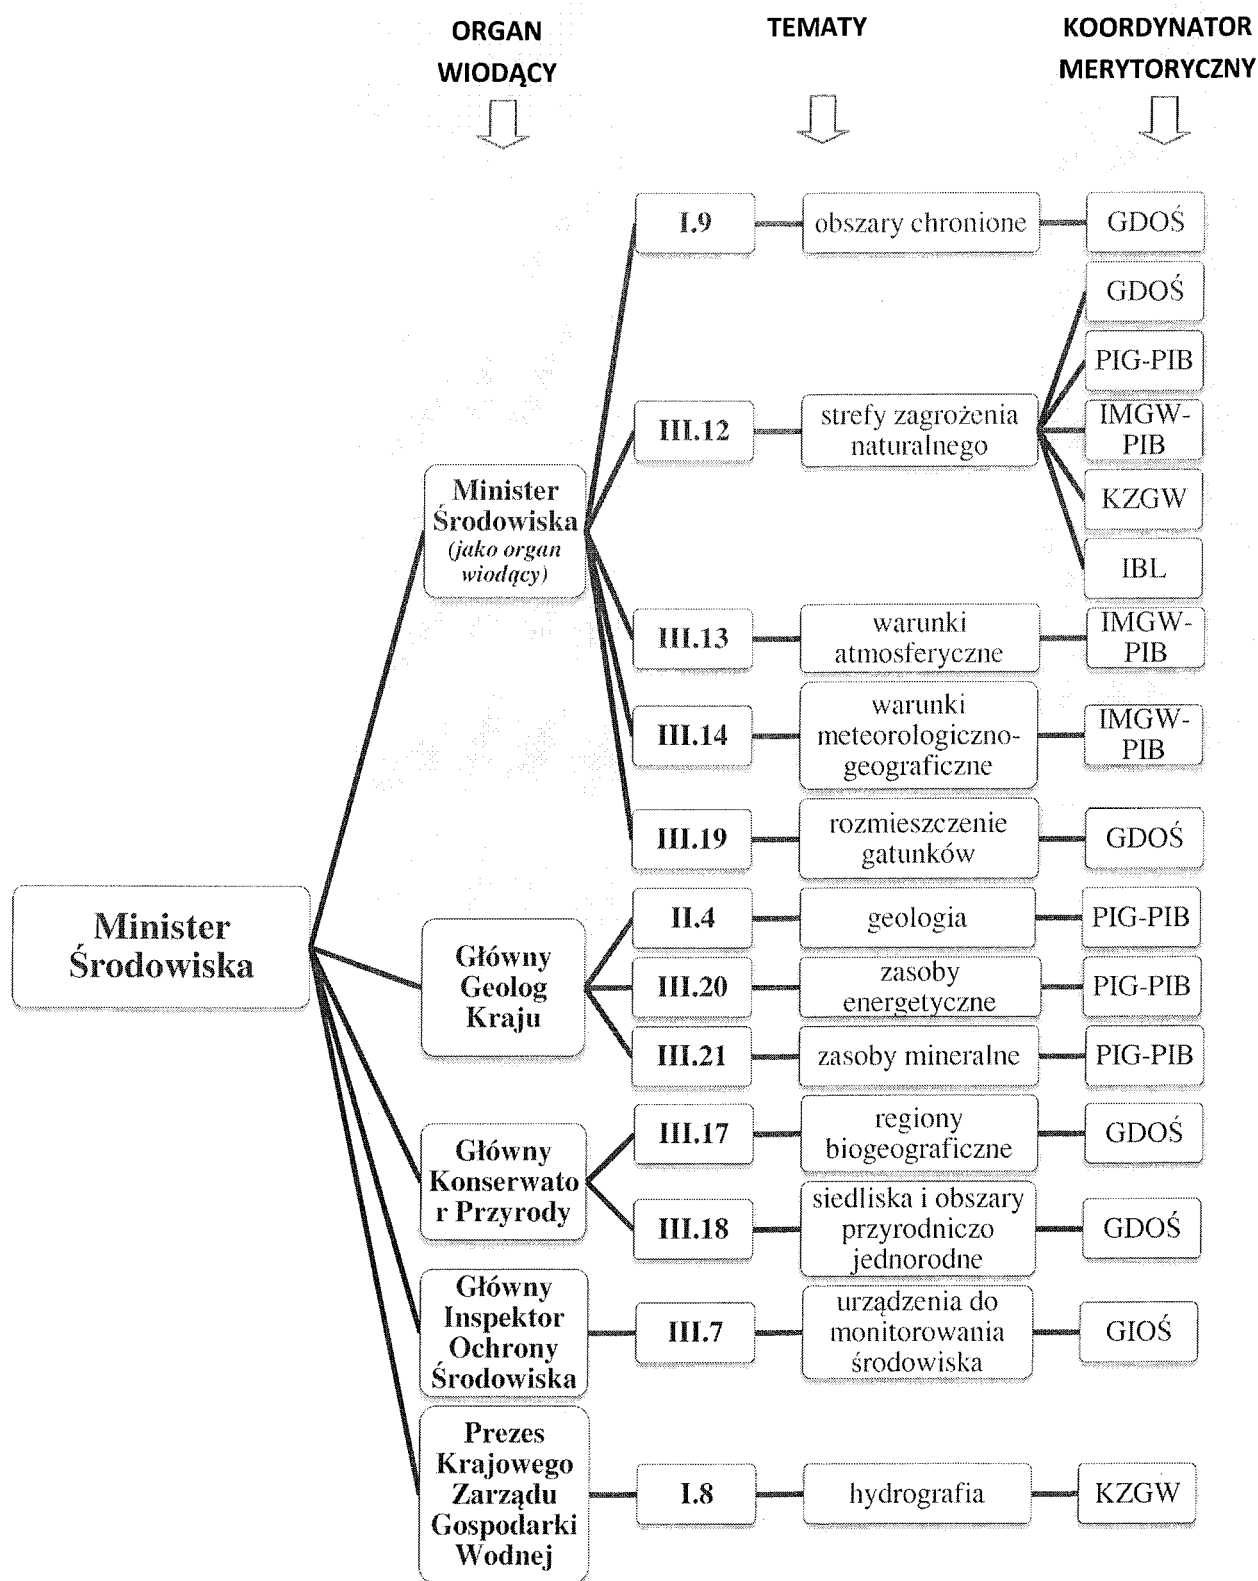 ORGAN
WIODĄCY
TEMATY
KOORDYNATOR
MERYTORYCZNY
Minister
Środowiska
Minister
Środowiska
(jako organ
wiodący)
I.9
obszary chronione
GDOŚ
III.12
strefy zagrożenia
naturalnego
GDOŚ
PIG-PIB
IMGW-
PIB
KZGW
IBL
III.13
warunki
atmosferyczne
IMGW-
PIB
III.14
warunki
meteorologiczno-
geograficzne
IMGW-
PIB
III.19
rozmieszczenie
gatunków
GDOŚ
Główny
Geolog
Kraju
II.4
geologia
PIG-PIB
III.20
zasoby
energetyczne
PIG-PIB
III.21
zasoby mineralne
PIG-PIB
Główny
Konserwato
r Przyrody
III.17
regiony
biogeograficzne
GDOŚ
III.18
siedliska i obszary
przyrodniczo
jednorodne
GDOŚ
Główny
Inspektor
Ochrony
Środowiska
III.7
urządzenia do
monitorowania
środowiska
GIOŚ
Prezes
Krajowego
Zarządu
Gospodarki
Wodnej
I.8
hydrografia
KZGW